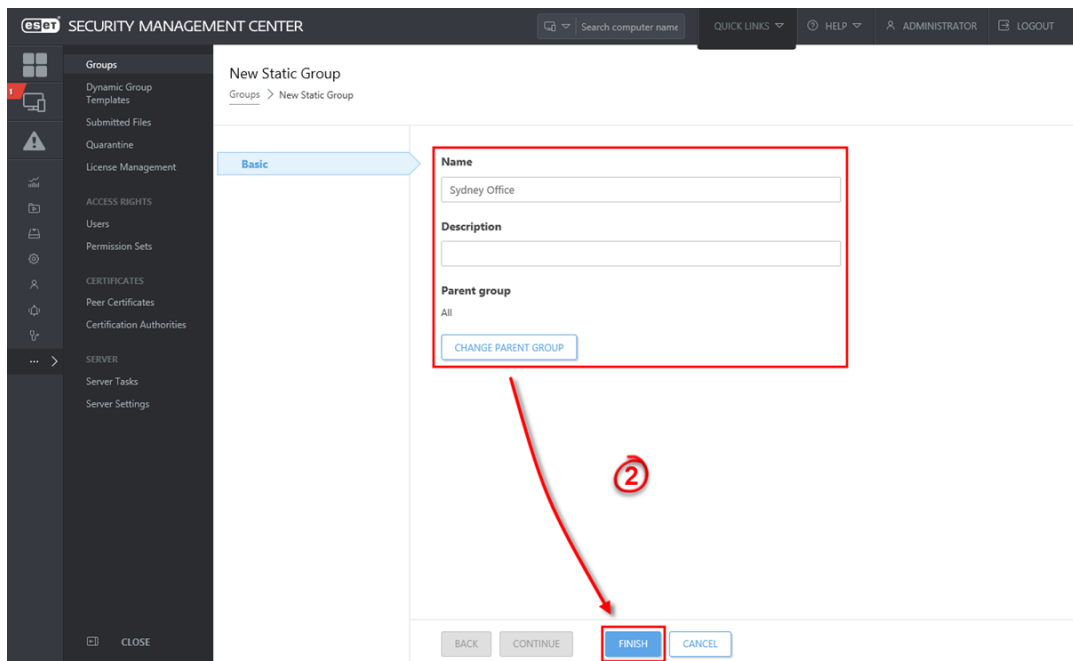 eset SECURITY MANAGEMENT CENTER
Search computer name
QUICK LINKS
HELP
ADMINISTRATOR
LOGOUT
1
Groups
Dynamic Group
Templates
Submitted Files
Quarantine
License Management
ACCESS RIGHTS
Users
Permission Sets
CERTIFICATES
Peer Certificates
Certification Authorities
SERVER
Server Tasks
Server Settings
CLOSE
New Static Group
Groups > New Static Group
Basic
Name
Sydney Office
Description
Parent group
All
CHANGE PARENT GROUP
2
BACK
CONTINUE
FINISH
CANCEL